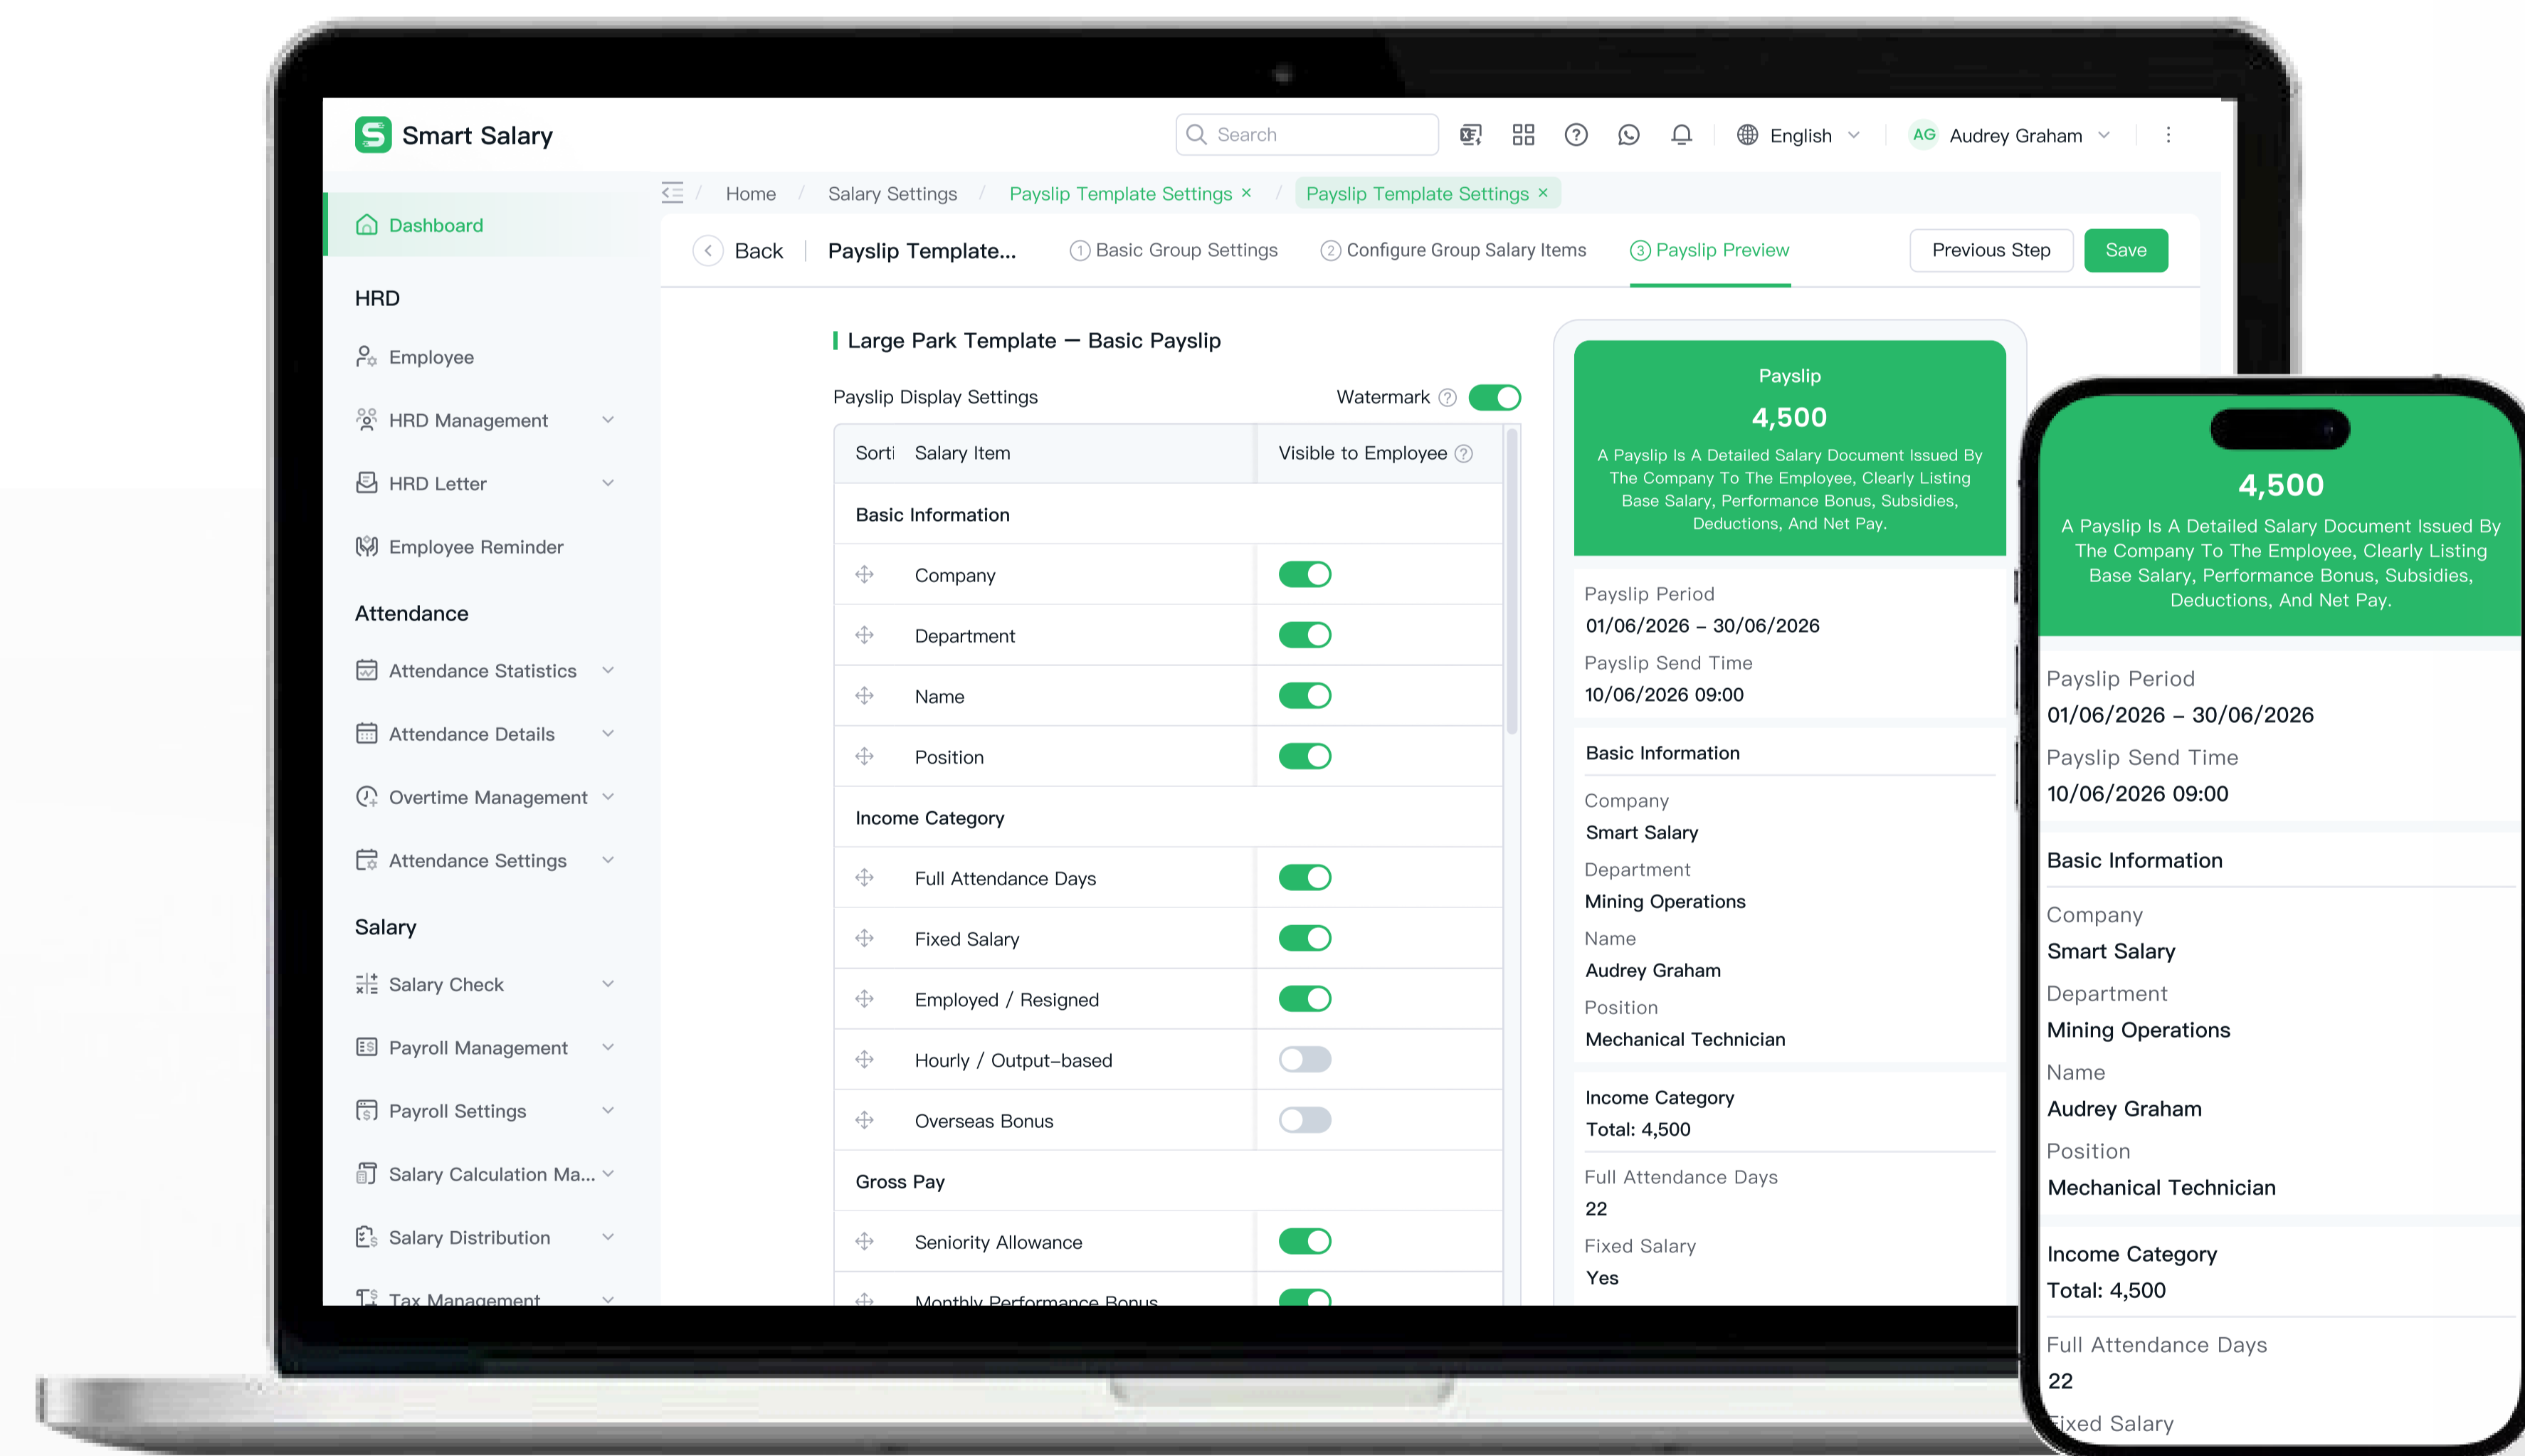 Smart Salary
Search
English
AG Audrey Graham
Dashboard
HRD
Employee
HRD Management
HRD Letter
Employee Reminder
Attendance
Attendance Statistics
Attendance Details
Overtime Management
Attendance Settings
Salary
Salary Check
Payroll Management
Payroll Settings
Salary Calculation Ma...
Salary Distribution
Tax Management
/ Home / Salary Settings / Payslip Template Settings × / Payslip Template Settings ×
Back | Payslip Template... 1 Basic Group Settings 2 Configure Group Salary Items 3 Payslip Preview Previous Step Save
Large Park Template – Basic Payslip
Payslip Display Settings Watermark ?
Sorti Salary Item Visible to Employee ?
Basic Information
Company
Department
Name
Position
Income Category
Full Attendance Days
Fixed Salary
Employed / Resigned
Hourly / Output-based
Overseas Bonus
Gross Pay
Seniority Allowance
Monthly Performance Bonus
Payslip
4,500
A Payslip Is A Detailed Salary Document Issued By
The Company To The Employee, Clearly Listing
Base Salary, Performance Bonus, Subsidies,
Deductions, And Net Pay.
Payslip Period
01/06/2026 – 30/06/2026
Payslip Send Time
10/06/2026 09:00
Basic Information
Company
Smart Salary
Department
Mining Operations
Name
Audrey Graham
Position
Mechanical Technician
Income Category
Total: 4,500
Full Attendance Days
22
Fixed Salary
Yes
4,500
A Payslip Is A Detailed Salary Document Issued By
The Company To The Employee, Clearly Listing
Base Salary, Performance Bonus, Subsidies,
Deductions, And Net Pay.
Payslip Period
01/06/2026 – 30/06/2026
Payslip Send Time
10/06/2026 09:00
Basic Information
Company
Smart Salary
Department
Mining Operations
Name
Audrey Graham
Position
Mechanical Technician
Income Category
Total: 4,500
Full Attendance Days
22
Fixed Salary